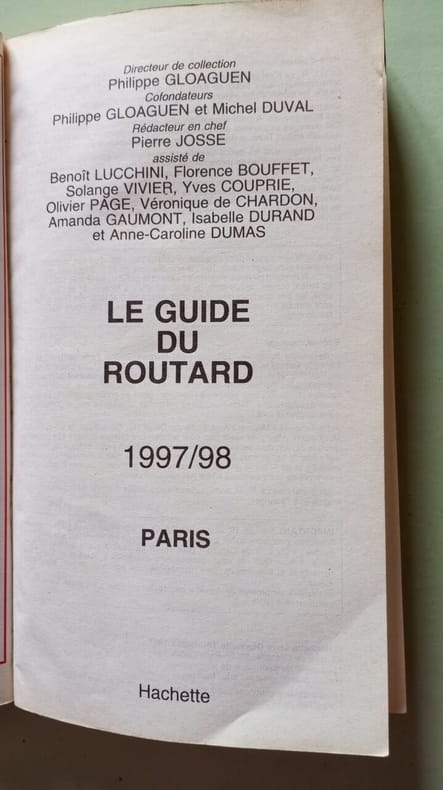 Directeur de collection
Philippe GLOAGUEN
Cofondateurs
Philippe GLOAGUEN et Michel DUVAL
Rédacteur en chef
Pierre JOSSE
assisté de
Benoît LUCCHINI, Florence BOUFFET,
Solange VIVIER, Yves COUPRIE,
Olivier PAGE, Véronique de CHARDON,
Amanda GAUMONT, Isabelle DURAND
et Anne-Caroline DUMAS
LE GUIDE
DU
ROUTARD
1997/98
PARIS
Hachette